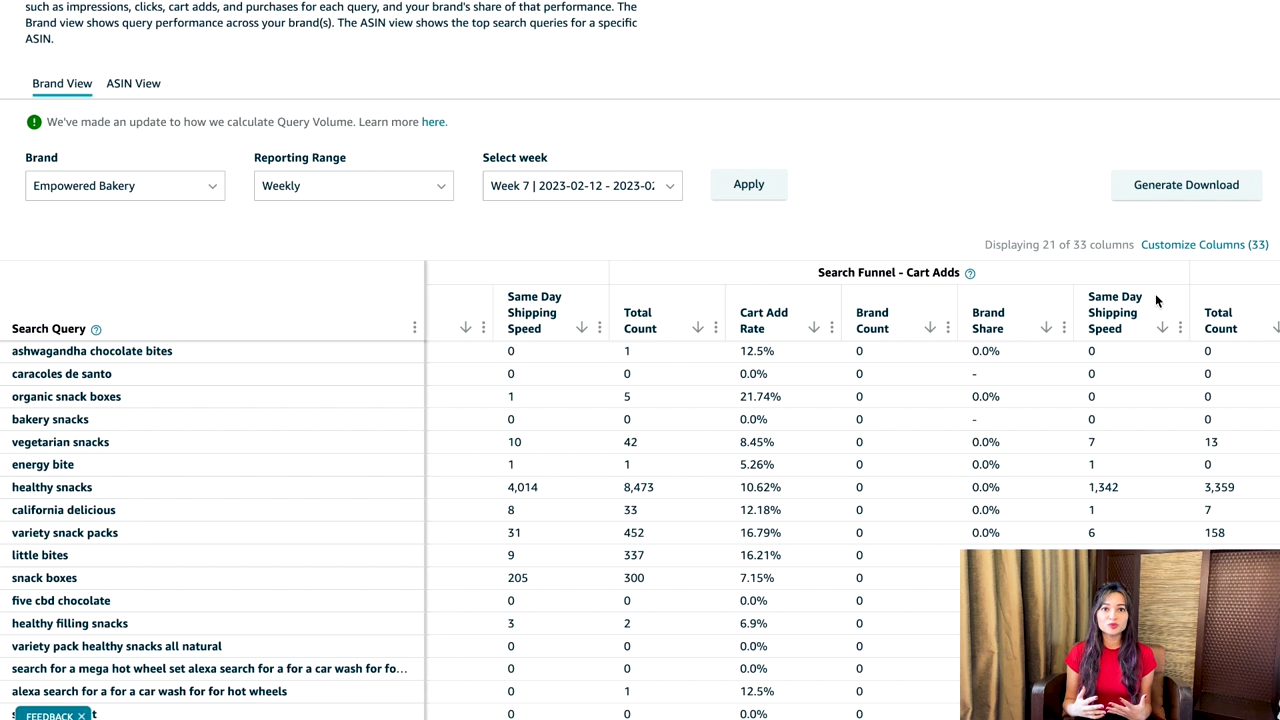 such as impressions, clicks, cart adds, and purchases for each query, and your brand's share of that performance. The
Brand view shows query performance across your brand(s). The ASIN view shows the top search queries for a specific
ASIN.
Brand View ASIN View
We've made an update to how we calculate Query Volume. Learn more here.
Brand Reporting Range Select week
Empowered Bakery Weekly Week 7 | 2023-02-12 - 2023-02 Apply Generate Download
Displaying 21 of 33 columns Customize Columns (33)
Search Funnel - Cart Adds
Search Query Same Day Shipping Speed Total Count Cart Add Rate Brand Count Brand Share Same Day Shipping Speed Total Count
ashwagandha chocolate bites 0 1 12.5% 0 0.0% 0 0
caracoles de santo 0 0 0.0% 0 - 0 0
organic snack boxes 1 5 21.74% 0 0.0% 0 0
bakery snacks 0 0 0.0% 0 - 0 0
vegetarian snacks 10 42 8.45% 0 0.0% 7 13
energy bite 1 1 5.26% 0 0.0% 1 0
healthy snacks 4,014 8,473 10.62% 0 0.0% 1,342 3,359
california delicious 8 33 12.18% 0 0.0% 1 7
variety snack packs 31 452 16.79% 0 0.0% 6 158
little bites 9 337 16.21% 0
snack boxes 205 300 7.15% 0
five cbd chocolate 0 0 0.0% 0
healthy filling snacks 3 2 6.9% 0
variety pack healthy snacks all natural 0 0 0.0% 0
search for a mega hot wheel set alexa search for a for a car wash for fo... 0 0 0.0% 0
alexa search for a for a car wash for for hot wheels 0 1 12.5% 0
0 0 0.0% 0
FEEDBACK